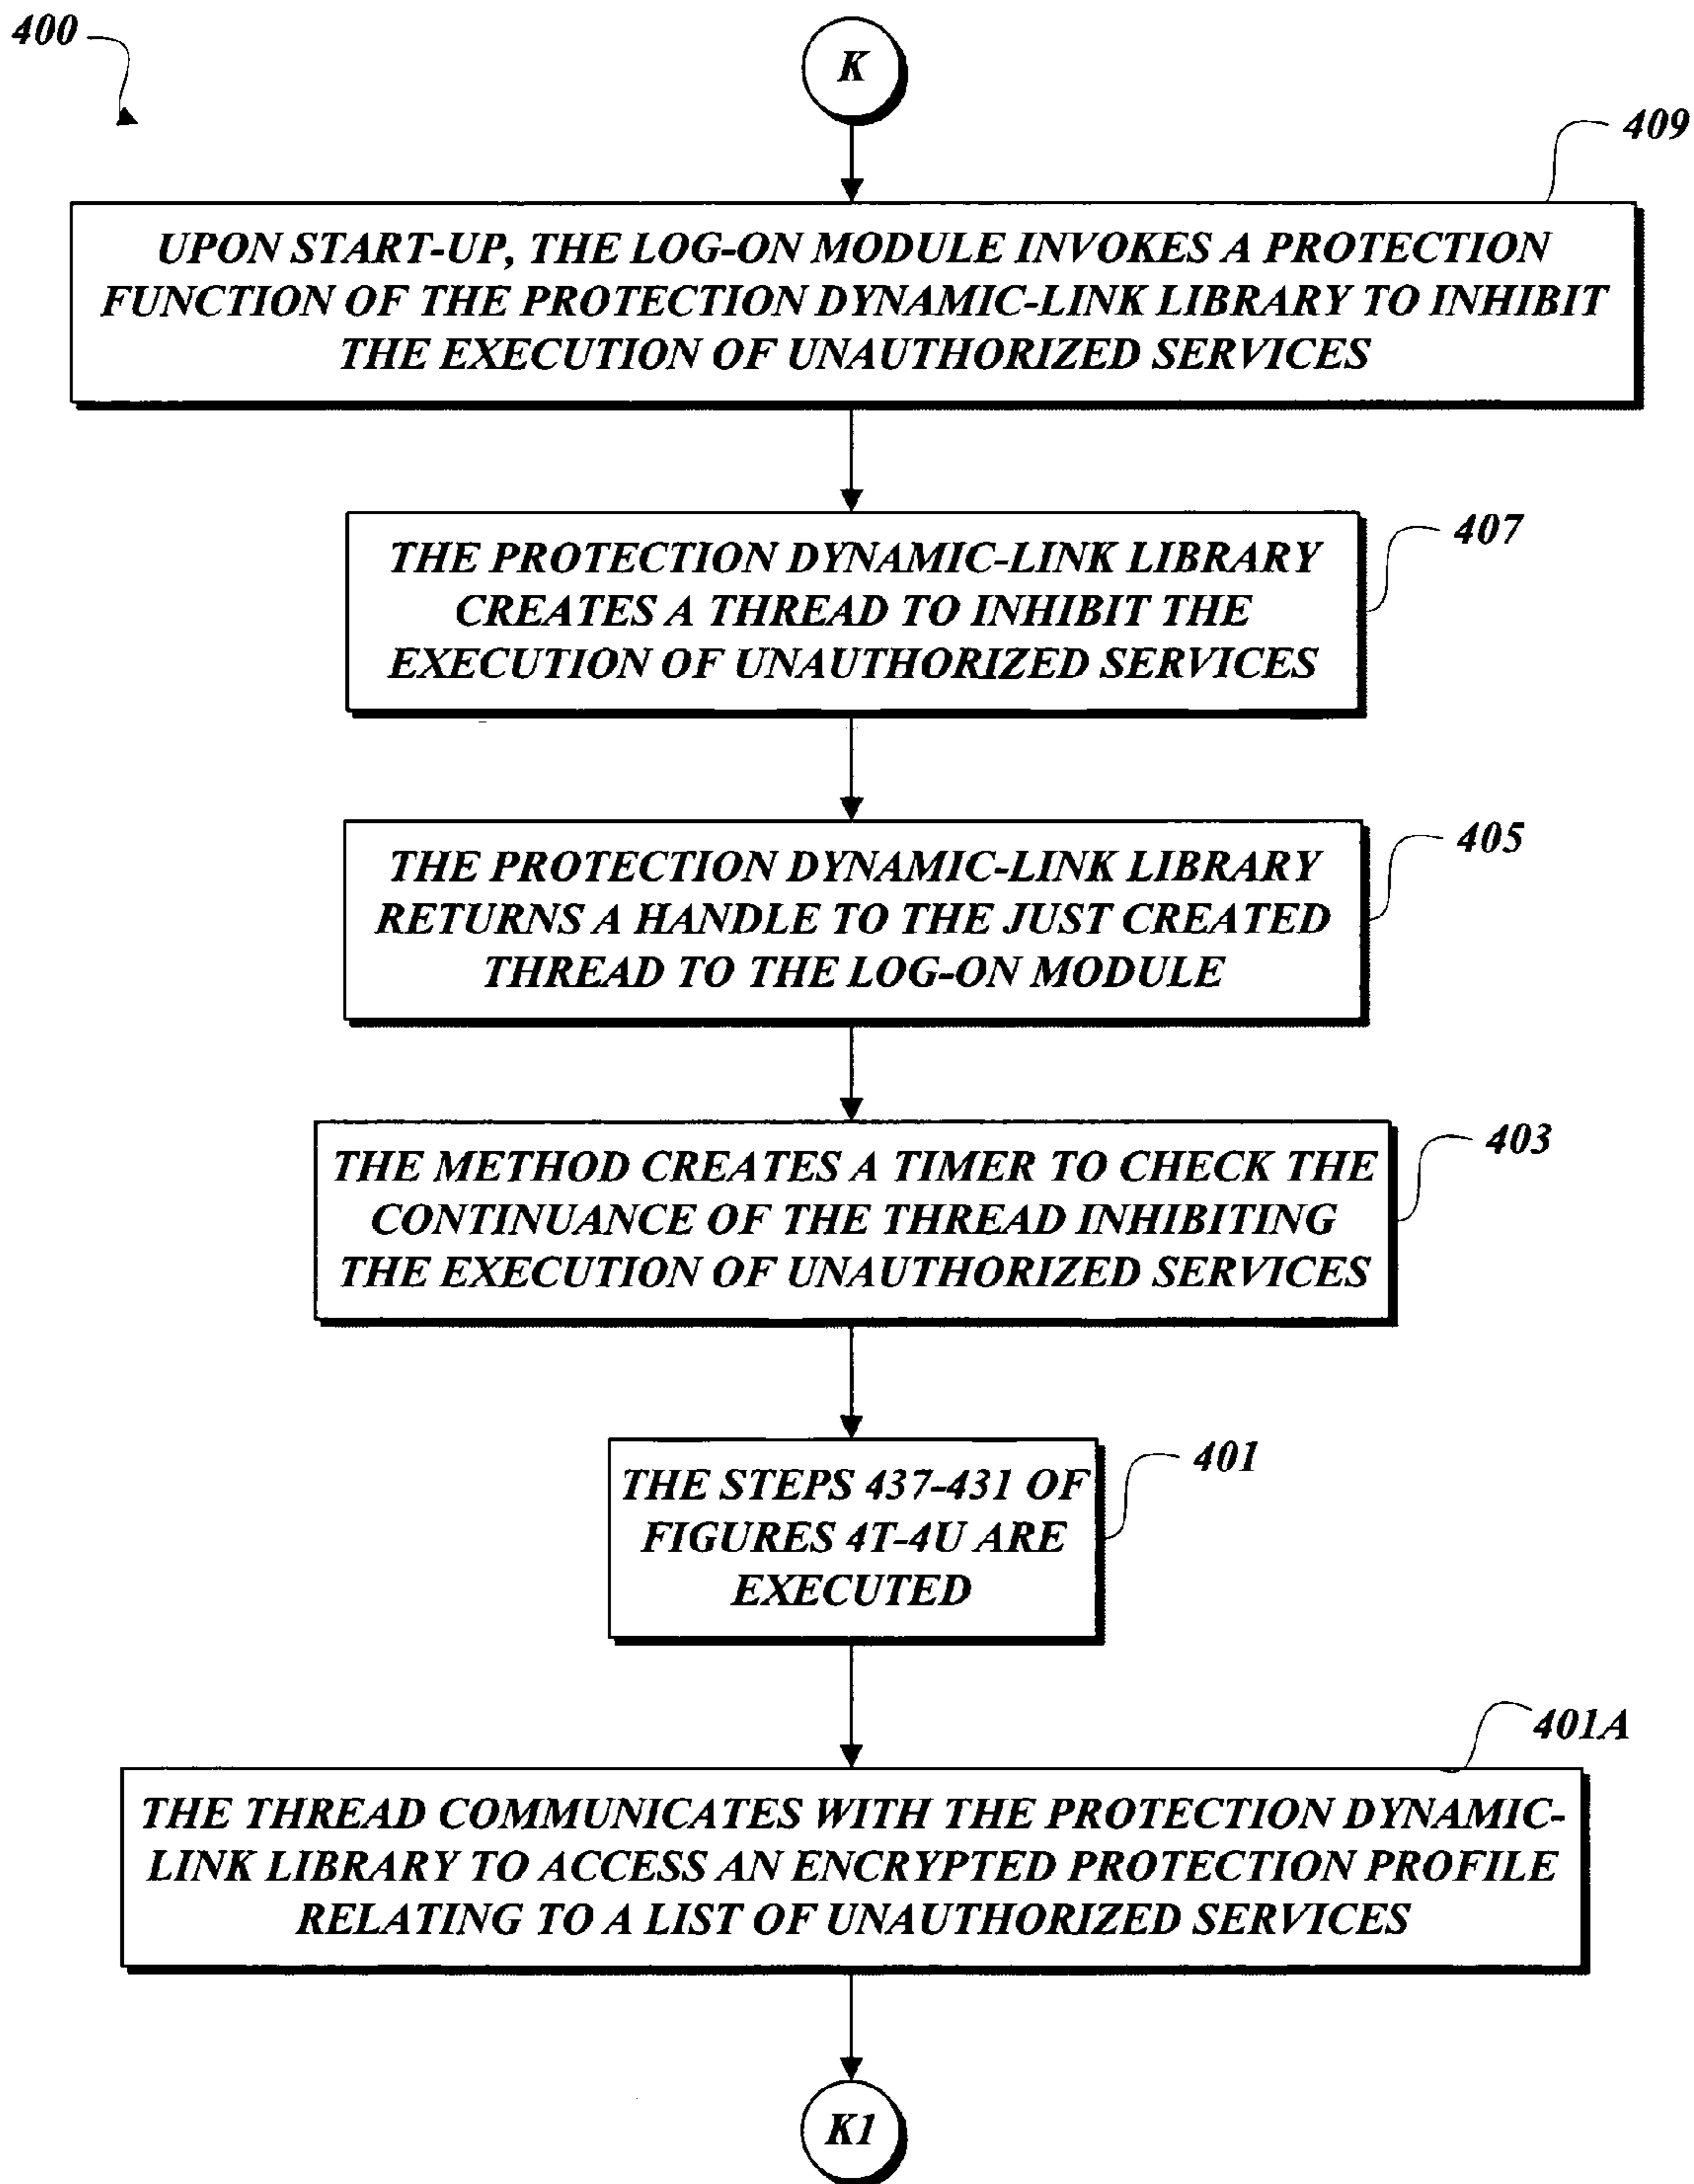 400
K
409
UPON START-UP, THE LOG-ON MODULE INVOKES A PROTECTION
FUNCTION OF THE PROTECTION DYNAMIC-LINK LIBRARY TO INHIBIT
THE EXECUTION OF UNAUTHORIZED SERVICES
407
THE PROTECTION DYNAMIC-LINK LIBRARY
CREATES A THREAD TO INHIBIT THE
EXECUTION OF UNAUTHORIZED SERVICES
405
THE PROTECTION DYNAMIC-LINK LIBRARY
RETURNS A HANDLE TO THE JUST CREATED
THREAD TO THE LOG-ON MODULE
403
THE METHOD CREATES A TIMER TO CHECK THE
CONTINUANCE OF THE THREAD INHIBITING
THE EXECUTION OF UNAUTHORIZED SERVICES
401
THE STEPS 437-431 OF
FIGURES 4T-4U ARE
EXECUTED
401A
THE THREAD COMMUNICATES WITH THE PROTECTION DYNAMIC-
LINK LIBRARY TO ACCESS AN ENCRYPTED PROTECTION PROFILE
RELATING TO A LIST OF UNAUTHORIZED SERVICES
K1